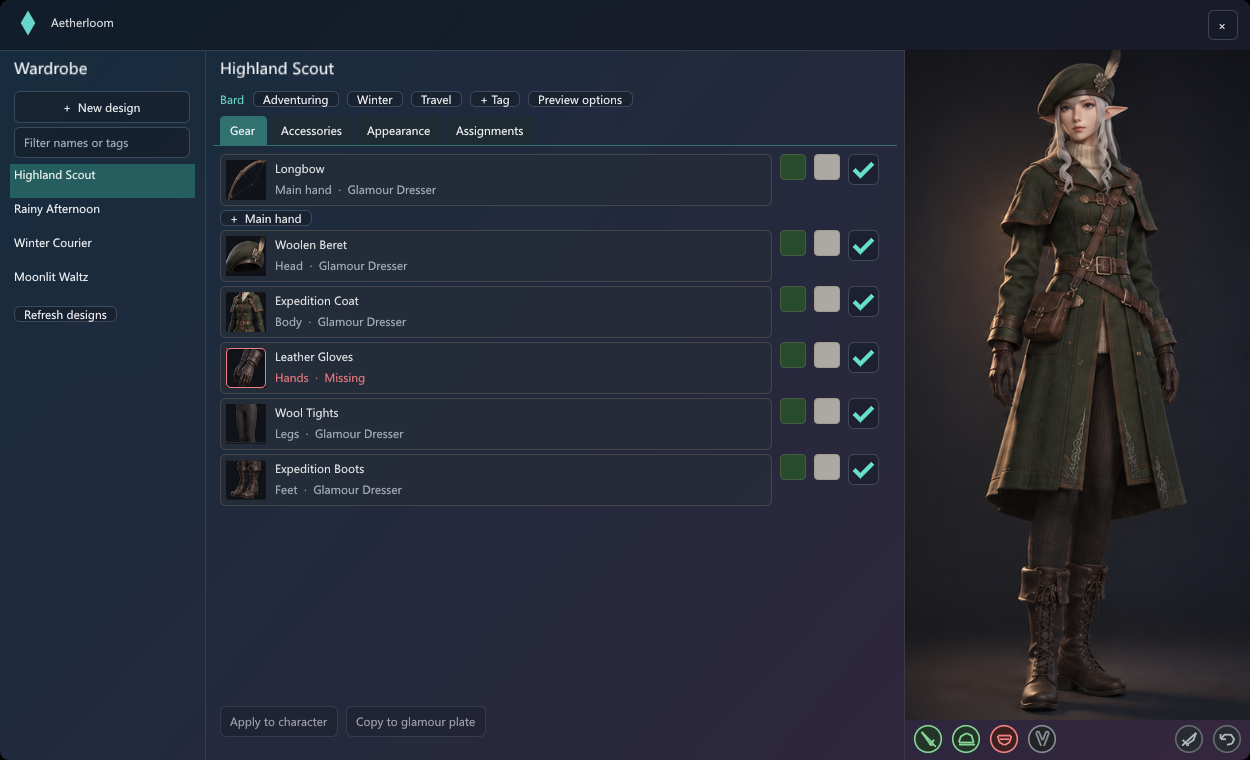 Aetherloom
×
Wardrobe
+ New design
Filter names or tags
Highland Scout
Rainy Afternoon
Winter Courier
Moonlit Waltz
Refresh designs
Highland Scout
Bard Adventuring Winter Travel + Tag Preview options
Gear Accessories Appearance Assignments
Longbow
Main hand · Glamour Dresser
+ Main hand
Woolen Beret
Head · Glamour Dresser
Expedition Coat
Body · Glamour Dresser
Leather Gloves
Hands · Missing
Wool Tights
Legs · Glamour Dresser
Expedition Boots
Feet · Glamour Dresser
Apply to character Copy to glamour plate